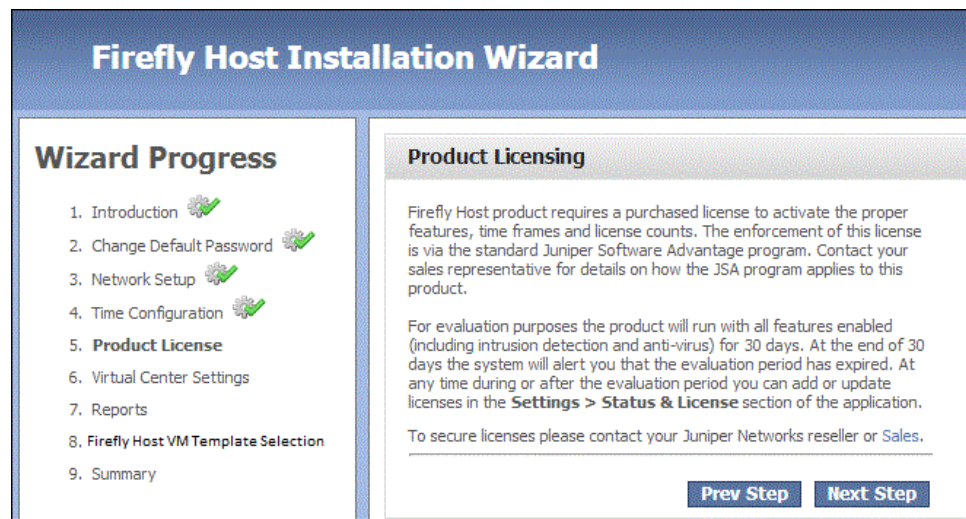 Firefly Host Installation Wizard
Wizard Progress
1. Introduction
2. Change Default Password
3. Network Setup
4. Time Configuration
5. Product License
6. Virtual Center Settings
7. Reports
8. Firefly Host VM Template Selection
9. Summary
Product Licensing
Firefly Host product requires a purchased license to activate the proper
features, time frames and license counts. The enforcement of this license
is via the standard Juniper Software Advantage program. Contact your
sales representative for details on how the JSA program applies to this
product.
For evaluation purposes the product will run with all features enabled
(including intrusion detection and anti-virus) for 30 days. At the end of 30
days the system will alert you that the evaluation period has expired. At
any time during or after the evaluation period you can add or update
licenses in the Settings > Status & License section of the application.
To secure licenses please contact your Juniper Networks reseller or Sales.
Prev Step Next Step